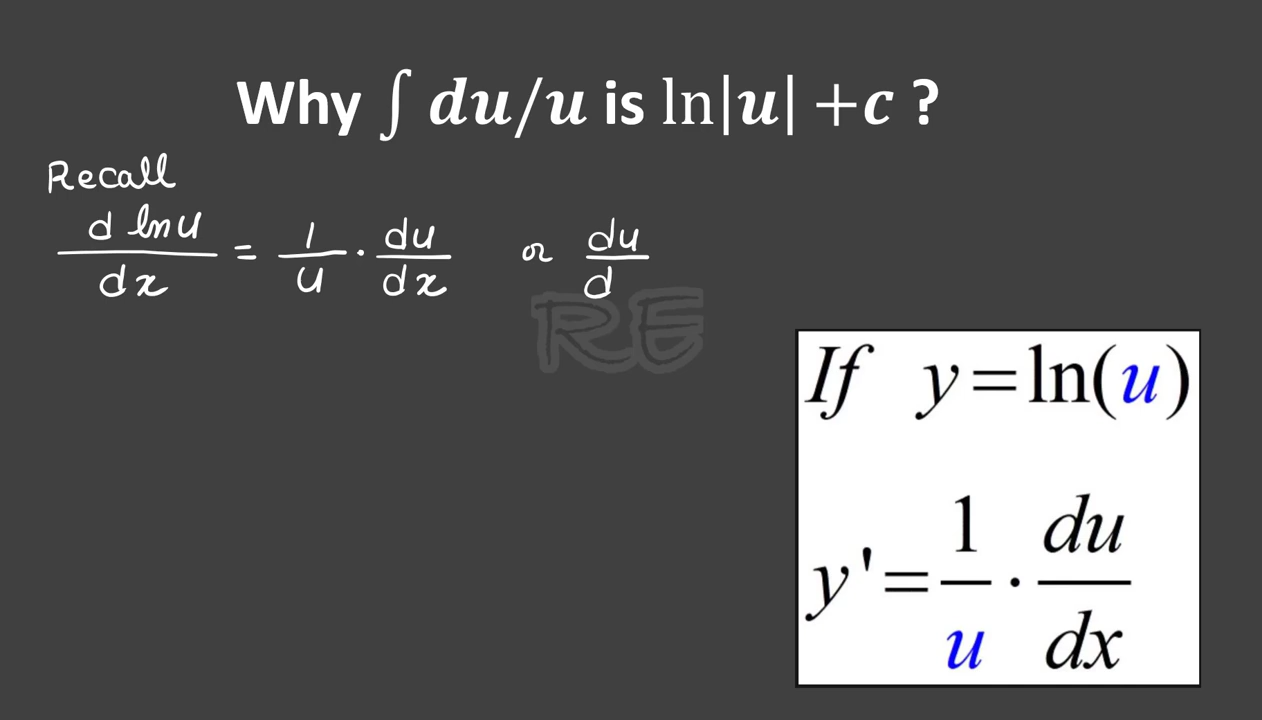 Why ∫ du/u is ln|u| +c ?
Recall
d ln u / dx = 1/u · du/dx or du/d
RE
If y = ln(u)
y' = 1/u · du/dx